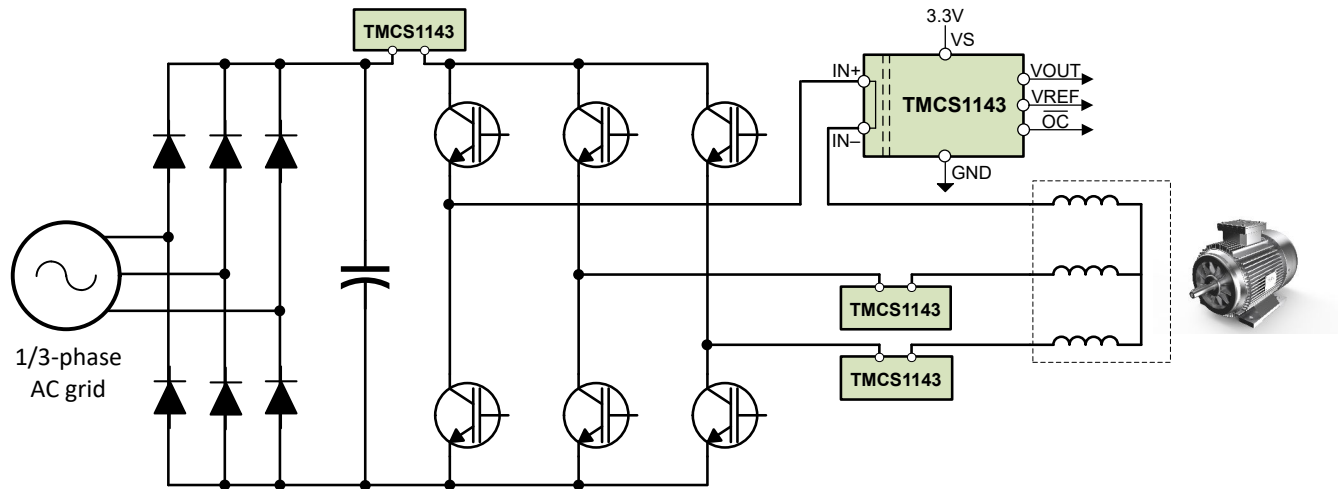 TMCS1143
3.3V
VS
IN+
TMCS1143
VOUT
VREF
OC
IN–
GND
TMCS1143
TMCS1143
1/3-phase
AC grid